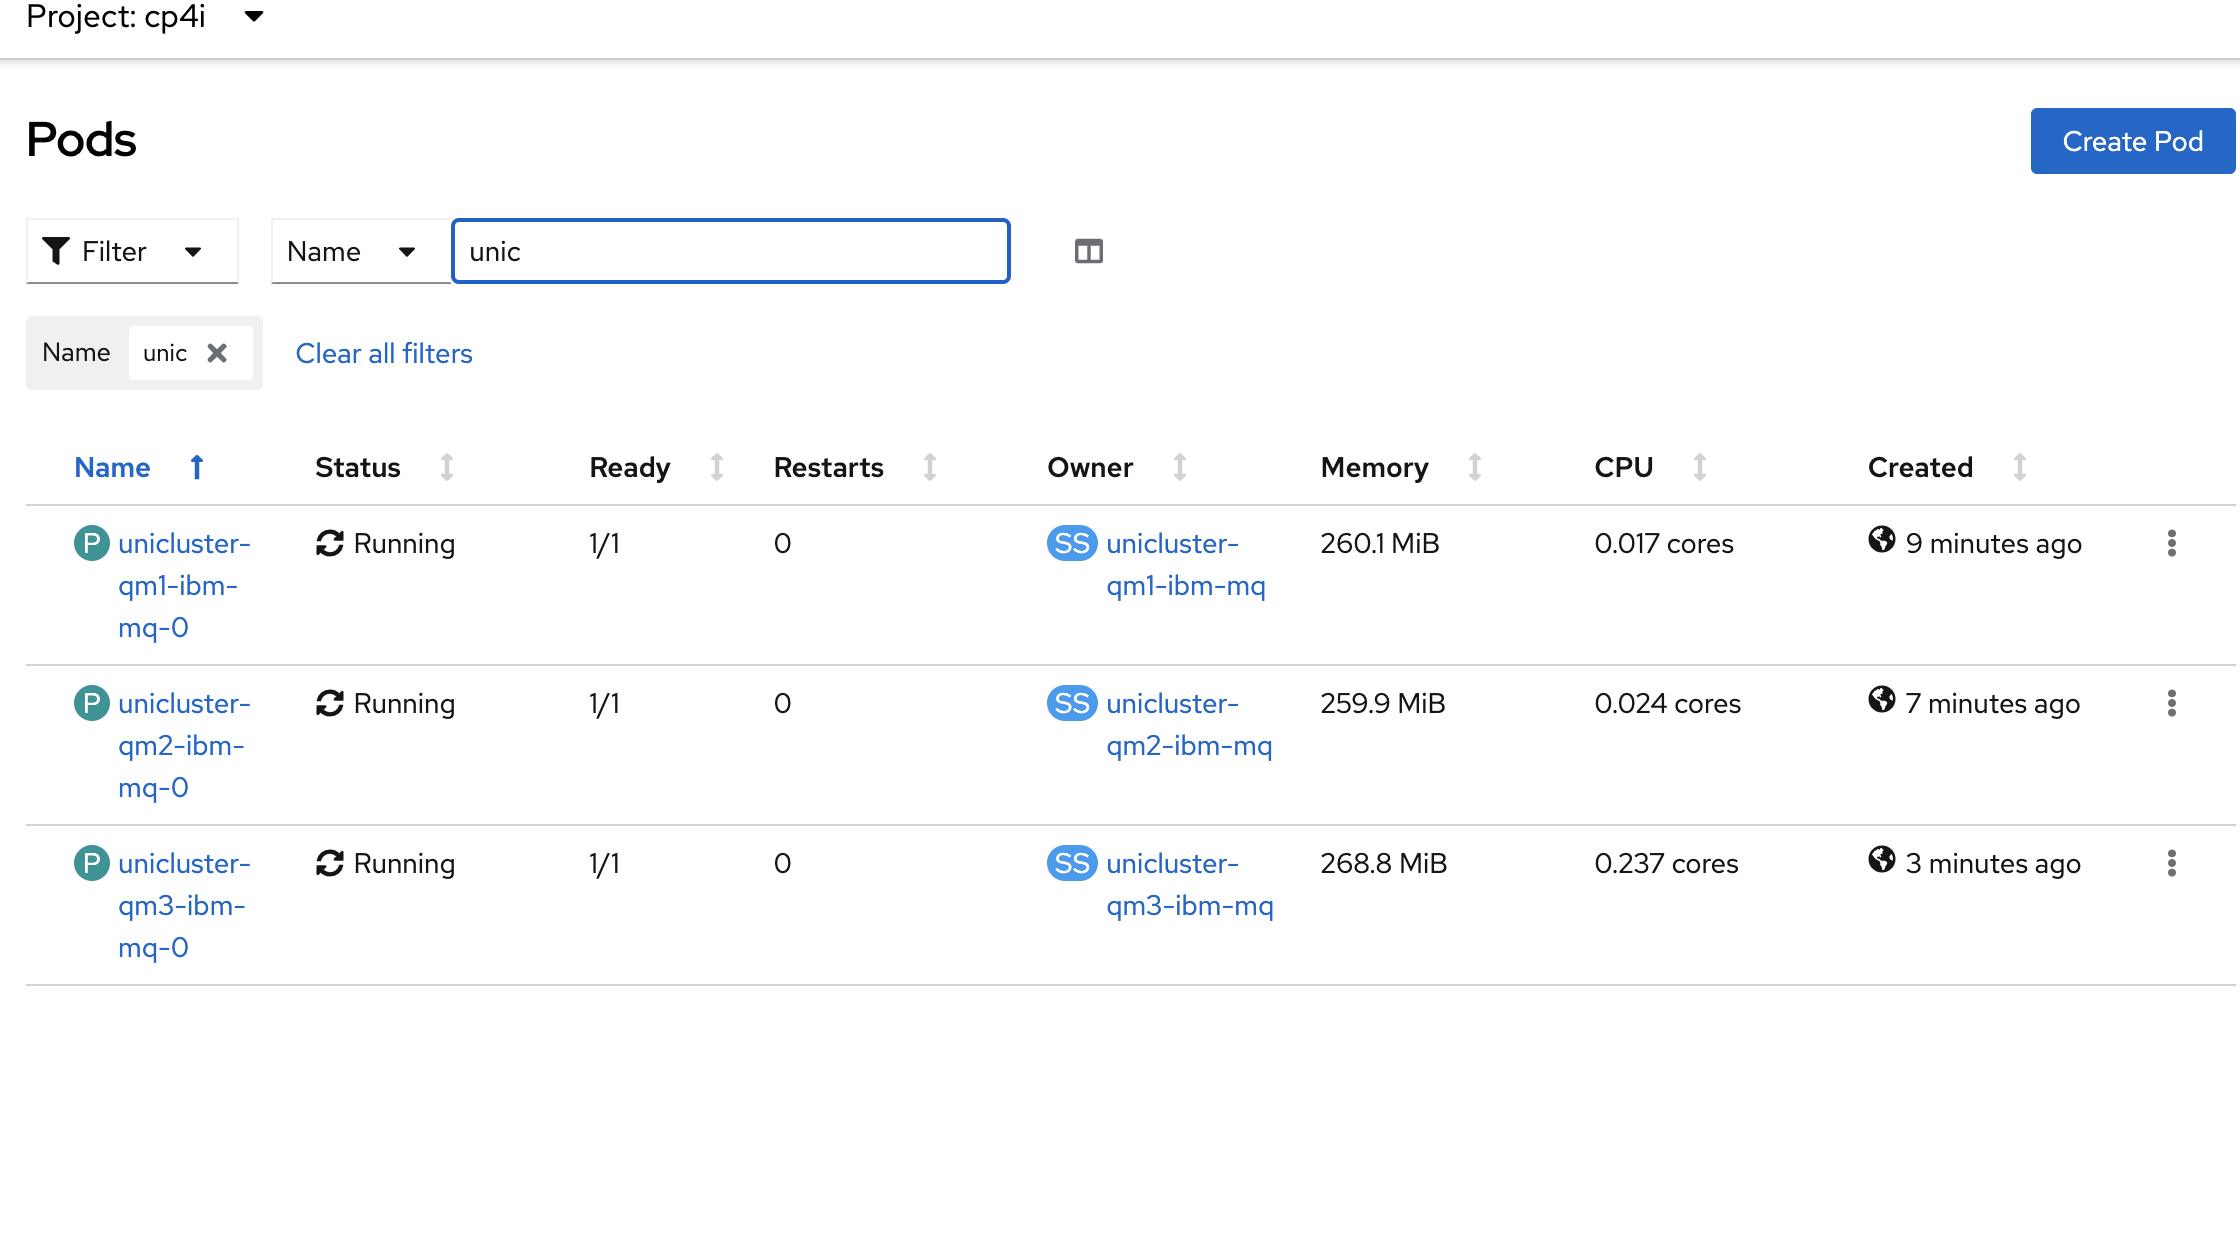 Project: cp4i
Pods
Create Pod
Filter
Name
unic
Name unic
Clear all filters
Name Status Ready Restarts Owner Memory CPU Created
P unicluster- Running 1/1 0 SS unicluster- 260.1 MiB 0.017 cores 9 minutes ago
qm1-ibm- qm1-ibm-mq
mq-0
P unicluster- Running 1/1 0 SS unicluster- 259.9 MiB 0.024 cores 7 minutes ago
qm2-ibm- qm2-ibm-mq
mq-0
P unicluster- Running 1/1 0 SS unicluster- 268.8 MiB 0.237 cores 3 minutes ago
qm3-ibm- qm3-ibm-mq
mq-0